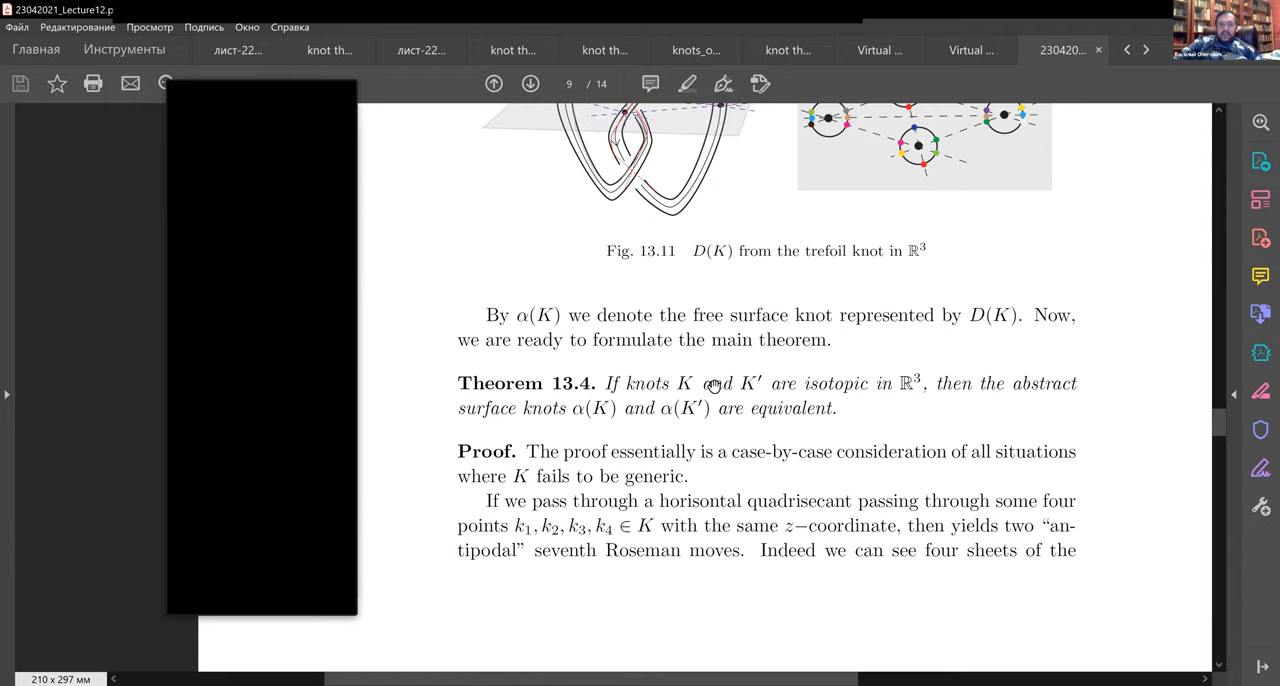 23042021_Lecture12.p
Файл Редактирование Просмотр Подпись Окно Справка
Главная Инструменты лист-22... knot th... лист-22... knot th... knot th... knots_o... knot th... Virtual ... Virtual ... 230420... ×
9 / 14
Fig. 13.11 D(K) from the trefoil knot in ℝ³
By α(K) we denote the free surface knot represented by D(K). Now,
we are ready to formulate the main theorem.
Theorem 13.4. If knots K and K′ are isotopic in ℝ³, then the abstract
surface knots α(K) and α(K′) are equivalent.
Proof. The proof essentially is a case-by-case consideration of all situations
where K fails to be generic.
If we pass through a horisontal quadrisecant passing through some four
points k₁, k₂, k₃, k₄ ∈ K with the same z−coordinate, then yields two “an-
tipodal” seventh Roseman moves. Indeed we can see four sheets of the
210 x 297 мм